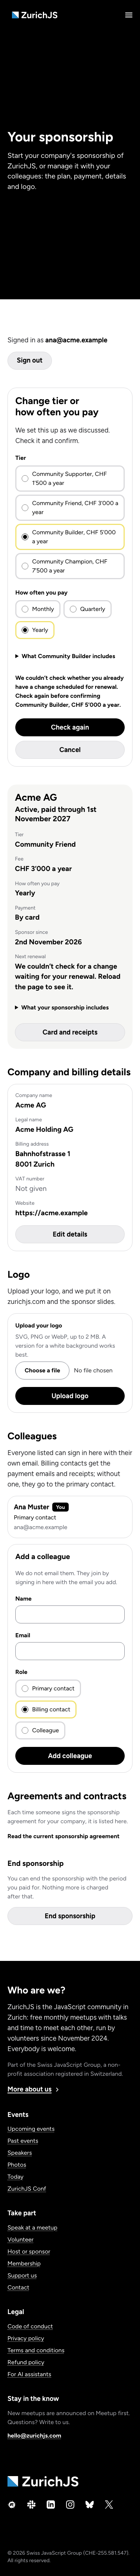 ZurichJS
Your sponsorship
Start your company's sponsorship of
ZurichJS, or manage it with your
colleagues: the plan, payment, details
and logo.
Signed in as ana@acme.example
Sign out
Change tier or
how often you pay
We set this up as we discussed.
Check it and confirm.
Tier
Community Supporter, CHF
1'500 a year
Community Friend, CHF 3'000 a
year
Community Builder, CHF 5'000
a year
Community Champion, CHF
7'500 a year
How often you pay
Monthly
Quarterly
Yearly
What Community Builder includes
We couldn't check whether you already
have a change scheduled for renewal.
Check again before confirming
Community Builder, CHF 5'000 a year.
Check again
Cancel
Acme AG
Active, paid through 1st
November 2027
Tier
Community Friend
Fee
CHF 3'000 a year
How often you pay
Yearly
Payment
By card
Sponsor since
2nd November 2026
Next renewal
We couldn't check for a change
waiting for your renewal. Reload
the page to see it.
What your sponsorship includes
Card and receipts
Company and billing details
Company name
Acme AG
Legal name
Acme Holding AG
Billing address
Bahnhofstrasse 1
8001 Zurich
VAT number
Not given
Website
https://acme.example
Edit details
Logo
Upload your logo, and we put it on
zurichjs.com and the sponsor slides.
Upload your logo
SVG, PNG or WebP, up to 2 MB. A
version for a white background works
best.
Choose a file No file chosen
Upload logo
Colleagues
Everyone listed can sign in here with their
own email. Billing contacts get the
payment emails and receipts; without
one, they go to the primary contact.
Ana Muster You
Primary contact
ana@acme.example
Add a colleague
We do not email them. They join by
signing in here with the email you add.
Name
Email
Role
Primary contact
Billing contact
Colleague
Add colleague
Agreements and contracts
Each time someone signs the sponsorship
agreement for your company, it is listed here.
Read the current sponsorship agreement
End sponsorship
You can end the sponsorship with the period
you paid for. Nothing more is charged
after that.
End sponsorship
Who are we?
ZurichJS is the JavaScript community in
Zurich: free monthly meetups with talks
and time to meet each other, run by
volunteers since November 2024.
Everybody is welcome.
Part of the Swiss JavaScript Group, a non-
profit association registered in Switzerland.
More about us
Events
Upcoming events
Past events
Speakers
Photos
Today
ZurichJS Conf
Take part
Speak at a meetup
Volunteer
Host or sponsor
Membership
Support us
Contact
Legal
Code of conduct
Privacy policy
Terms and conditions
Refund policy
For AI assistants
Stay in the know
New meetups are announced on Meetup first.
Questions? Write to us.
hello@zurichjs.com
ZurichJS
© 2026 Swiss JavaScript Group (CHE-255.581.547).
All rights reserved.